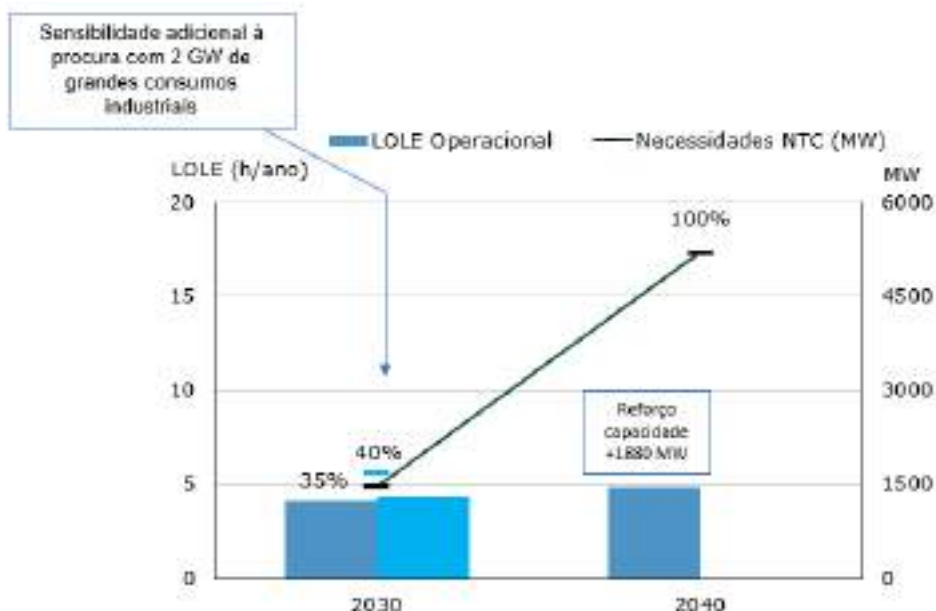 Sensibilidade adicional à
procura com 2 GW de
grandes consumos
industriais
LOLE Operacional
Necessidades NTC (MW)
LOLE (h/ano)
MW
20
6000
100%
15
4500
10
3000
Reforço
capacidade
+1880 MW
40%
35%
5
1500
0
0
2030
2040